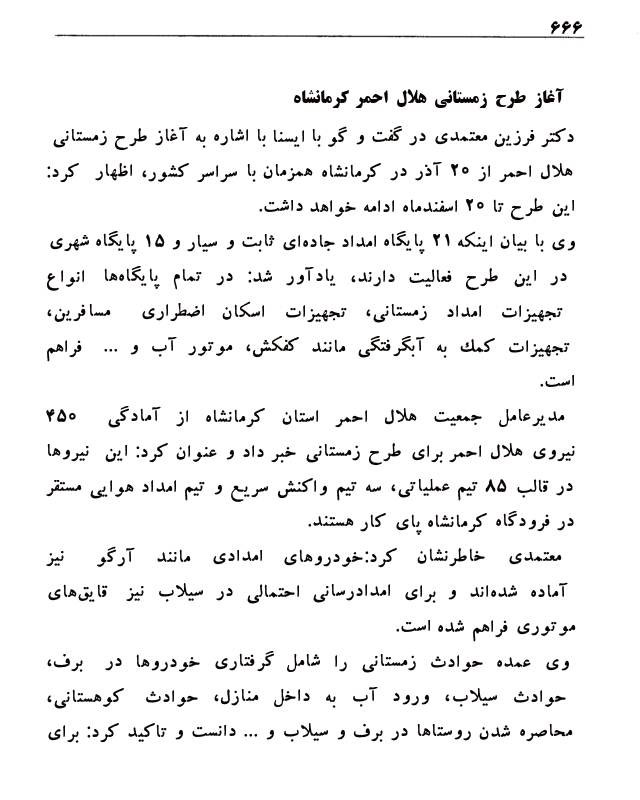 ۶۶۶
آغاز طرح زمستانی هلال احمر کرمانشاه
دکتر فرزین معتمدی در گفت و گو با ایسنا با اشاره به آغاز طرح زمستانی
هلال احمر از ۲۰ آذر در کرمانشاه همزمان با سراسر کشور، اظهار کرد:
این طرح تا ۲۰ اسفندماه ادامه خواهد داشت.
وی با بیان اینکه ۲۱ پایگاه امداد جاده‌ای ثابت و سیار و ۱۵ پایگاه شهری
در این طرح فعالیت دارند، یادآور شد: در تمام پایگاه‌ها انواع
تجهیزات امداد زمستانی، تجهیزات اسکان اضطراری مسافرین،
تجهیزات کمك به آبگرفتگی مانند کفکش، موتور آب و ... فراهم
است.
مدیرعامل جمعیت هلال احمر استان کرمانشاه از آمادگی ۴۵۰
نیروی هلال احمر برای طرح زمستانی خبر داد و عنوان کرد: این نیروها
در قالب ۸۵ تیم عملیاتی، سه تیم واکنش سریع و تیم امداد هوایی مستقر
در فرودگاه کرمانشاه پای کار هستند.
معتمدی خاطرنشان کرد:خودروهای امدادی مانند آرگو نیز
آماده شده‌اند و برای امدادرسانی احتمالی در سیلاب نیز قایق‌های
موتوری فراهم شده است.
وی عمده حوادث زمستانی را شامل گرفتاری خودروها در برف،
حوادث سیلاب، ورود آب به داخل منازل، حوادث کوهستانی،
محاصره شدن روستاها در برف و سیلاب و ... دانست و تاکید کرد: برای